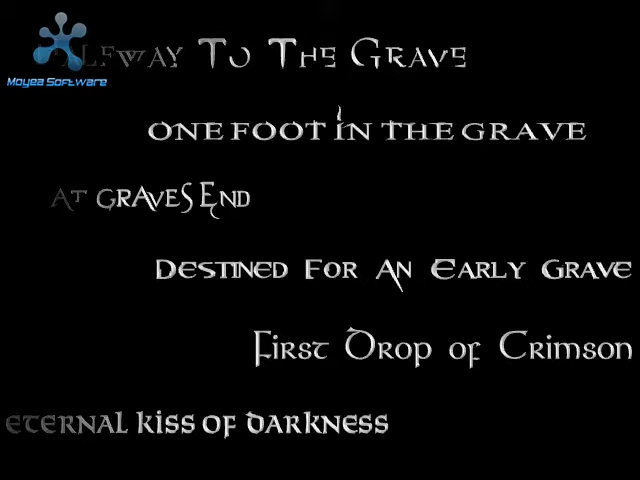 Halfway To The Grave
Moyea Software
One Foot in the Grave
At Graves End
Destined For An Early Grave
First Drop of Crimson
eternal kiss of darkness